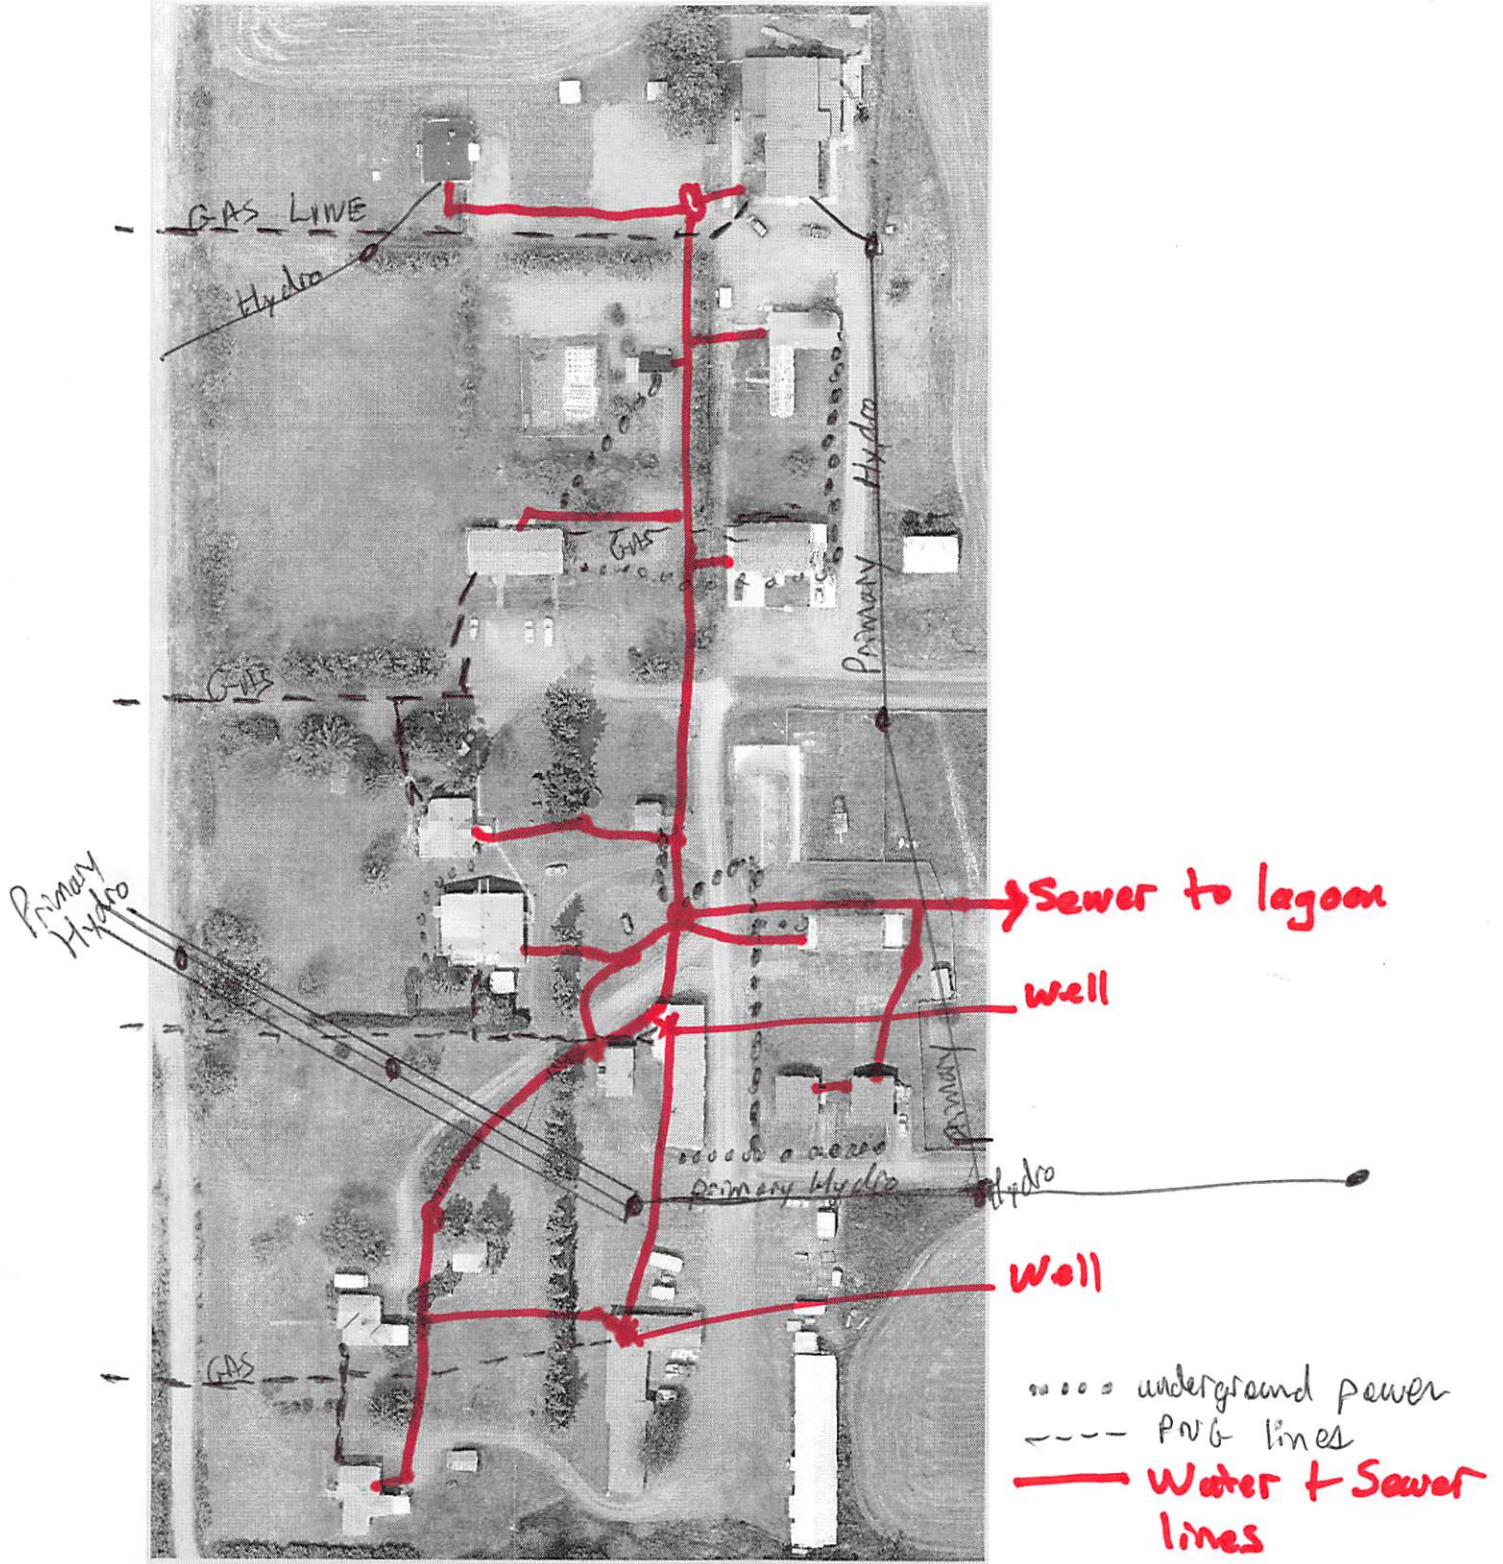 GAS LINE
Hydro
Primary Hydro
GAS
GAS
Primary
Hydro
Sewer to lagoon
Well
Primary
Primary Hydro
Hydro
Well
GAS
underground power
PNG lines
Water + Sewer
lines